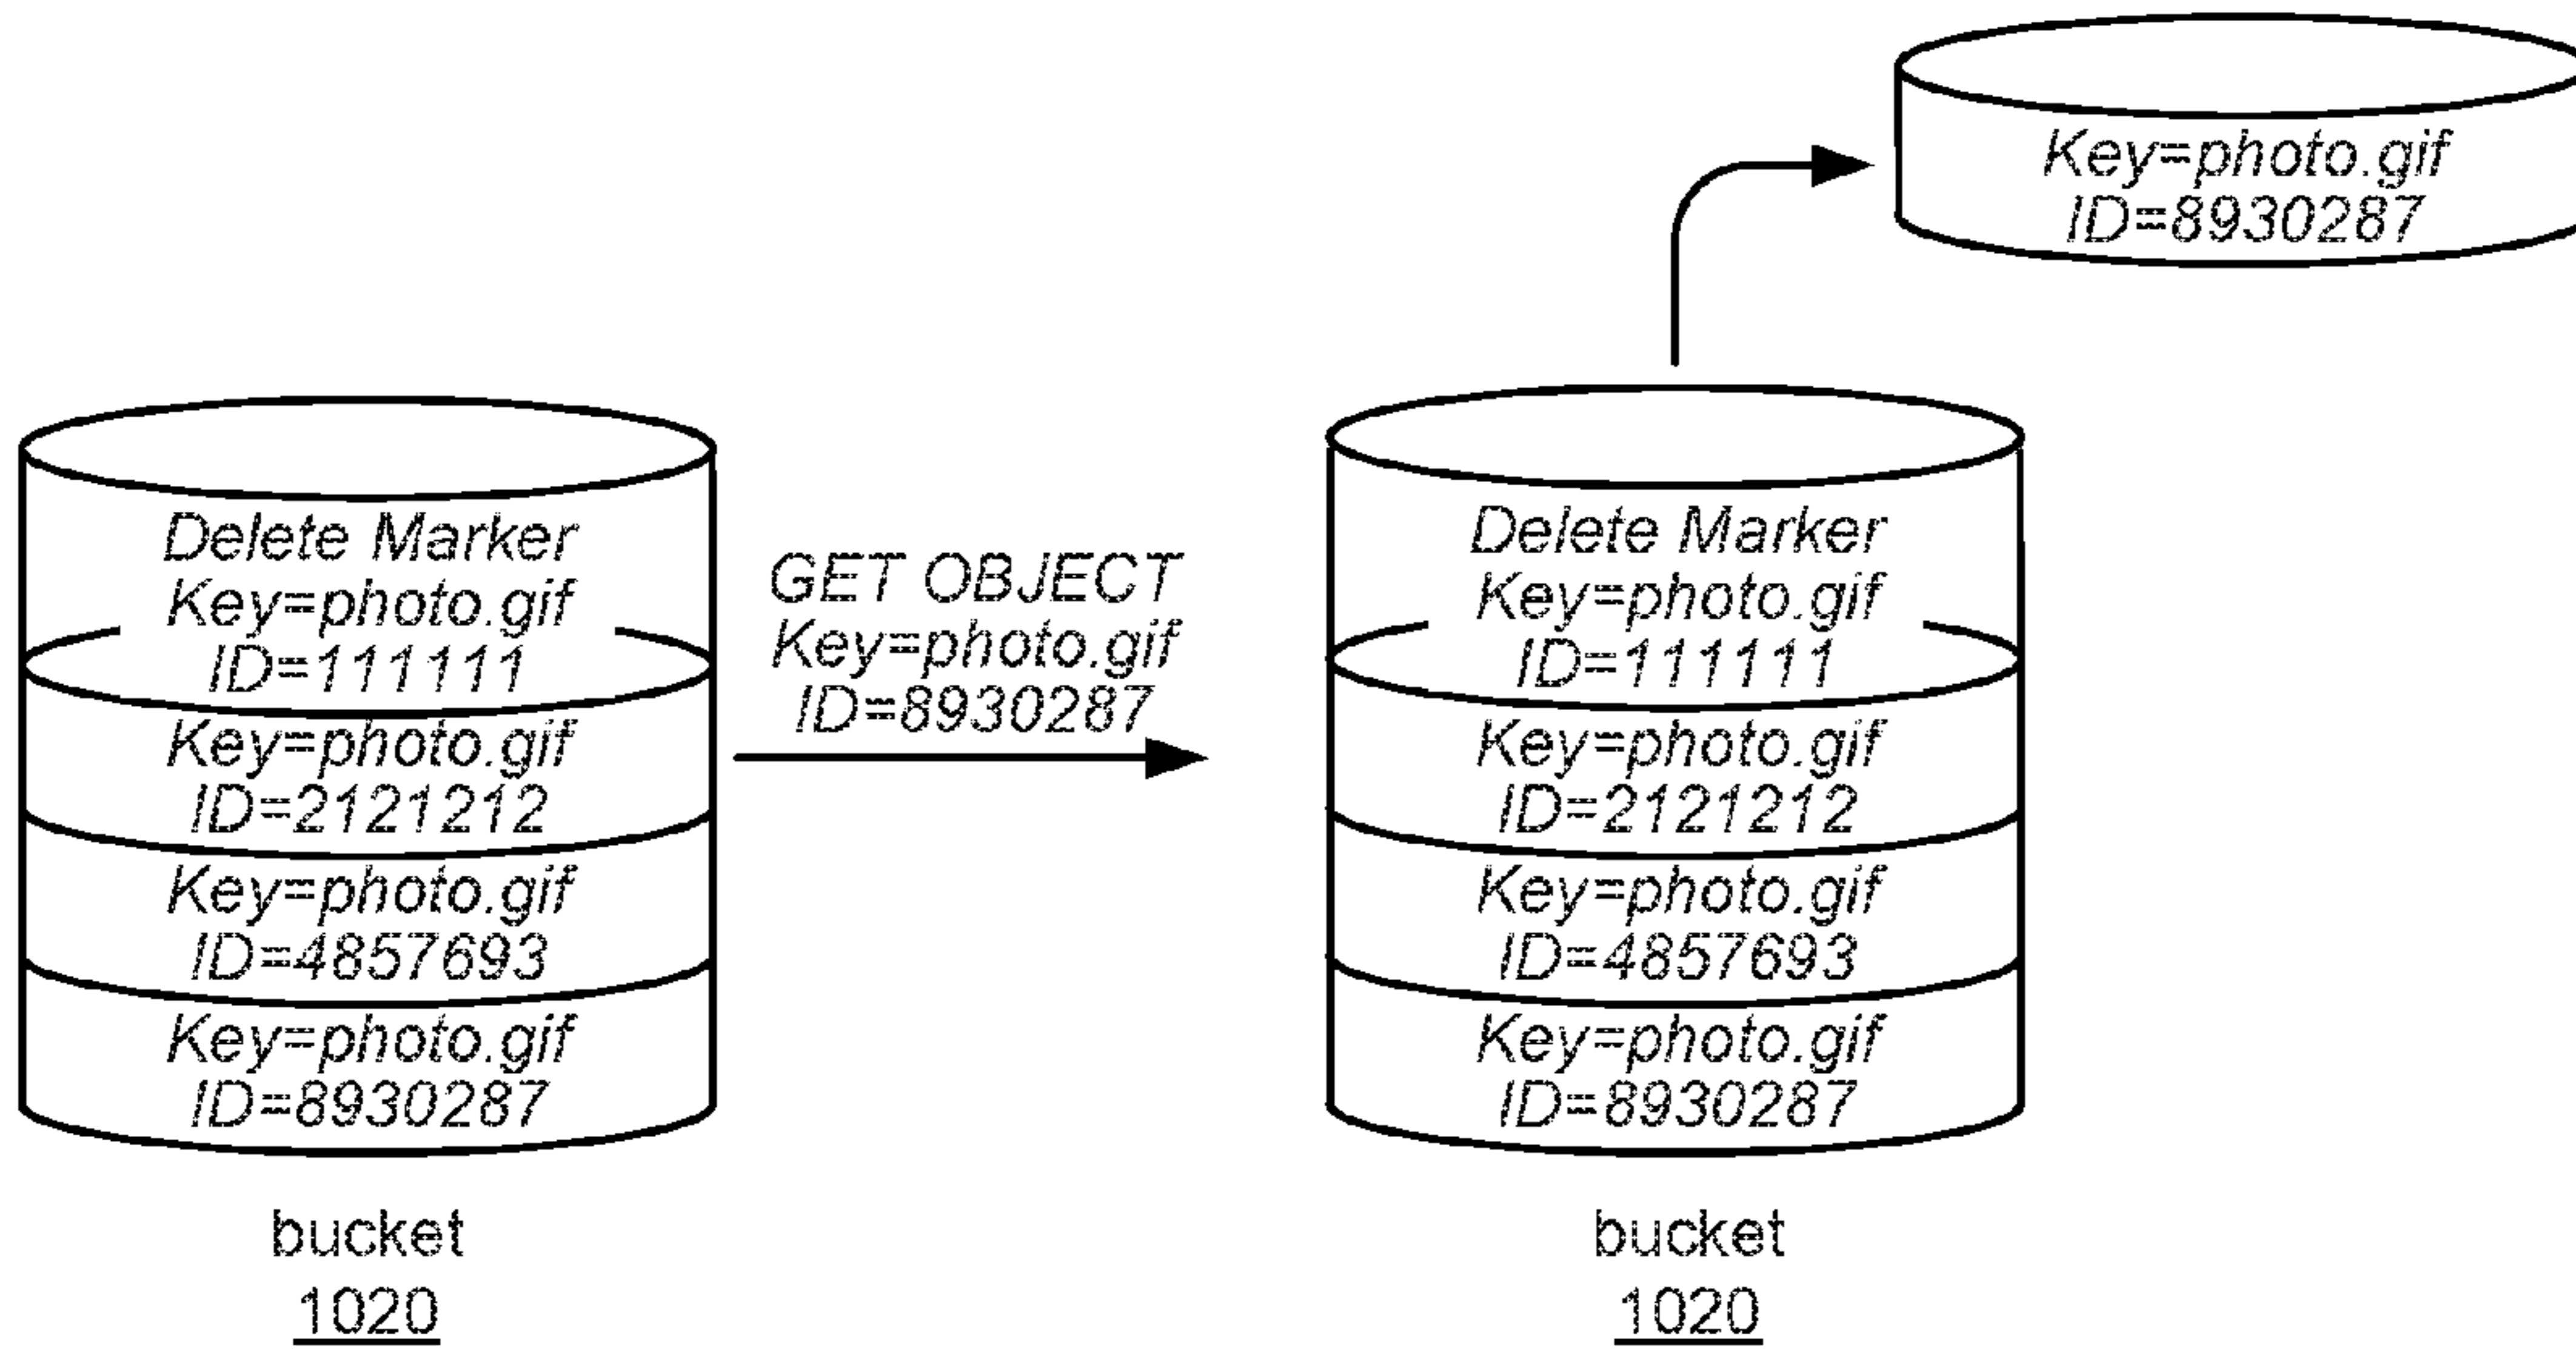 Key=photo.gif
ID=8930287
Delete Marker
Key=photo.gif
ID=111111
Key=photo.gif
ID=2121212
Key=photo.gif
ID=4857693
Key=photo.gif
ID=8930287
bucket
1020
GET OBJECT
Key=photo.gif
ID=8930287
Delete Marker
Key=photo.gif
ID=111111
Key=photo.gif
ID=2121212
Key=photo.gif
ID=4857693
Key=photo.gif
ID=8930287
bucket
1020